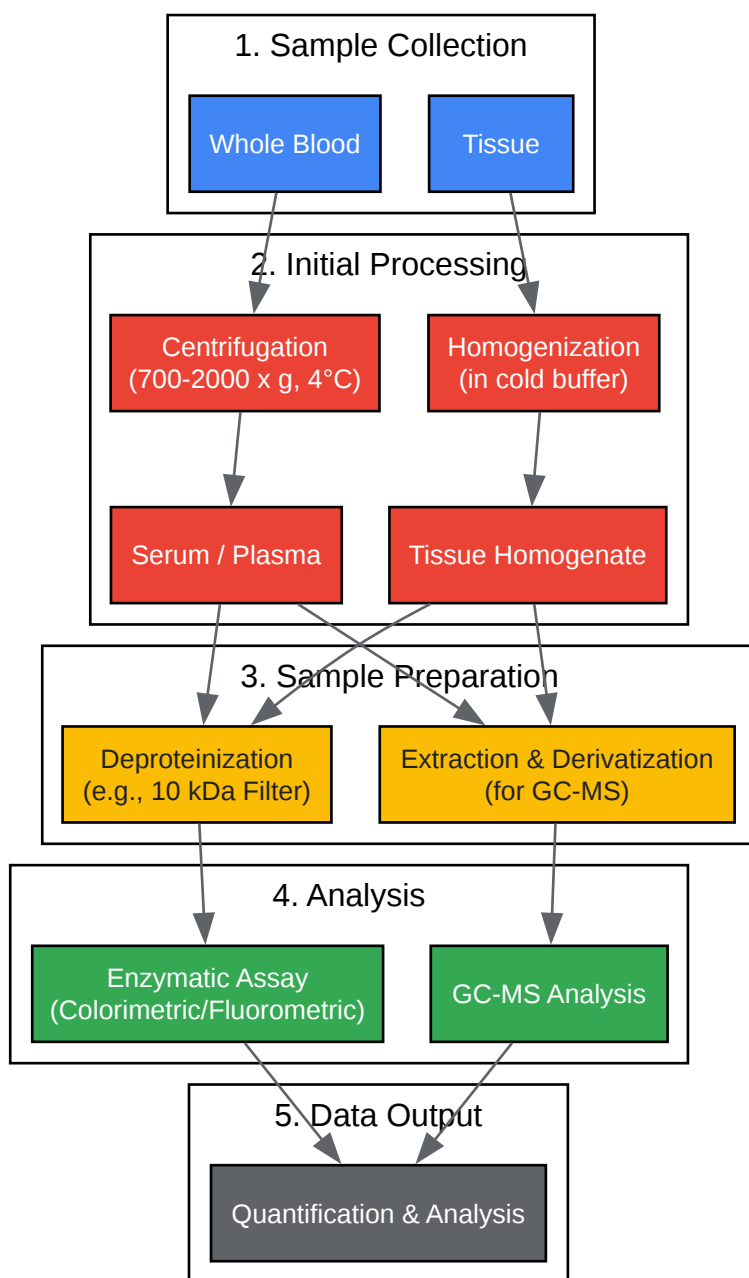 1. Sample Collection
Whole Blood
Tissue
2. Initial Processing
Centrifugation
(700-2000 x g, 4°C)
Homogenization
(in cold buffer)
Serum / Plasma
Tissue Homogenate
3. Sample Preparation
Deproteinization
(e.g., 10 kDa Filter)
Extraction & Derivatization
(for GC-MS)
4. Analysis
Enzymatic Assay
(Colorimetric/Fluorometric)
GC-MS Analysis
5. Data Output
Quantification & Analysis